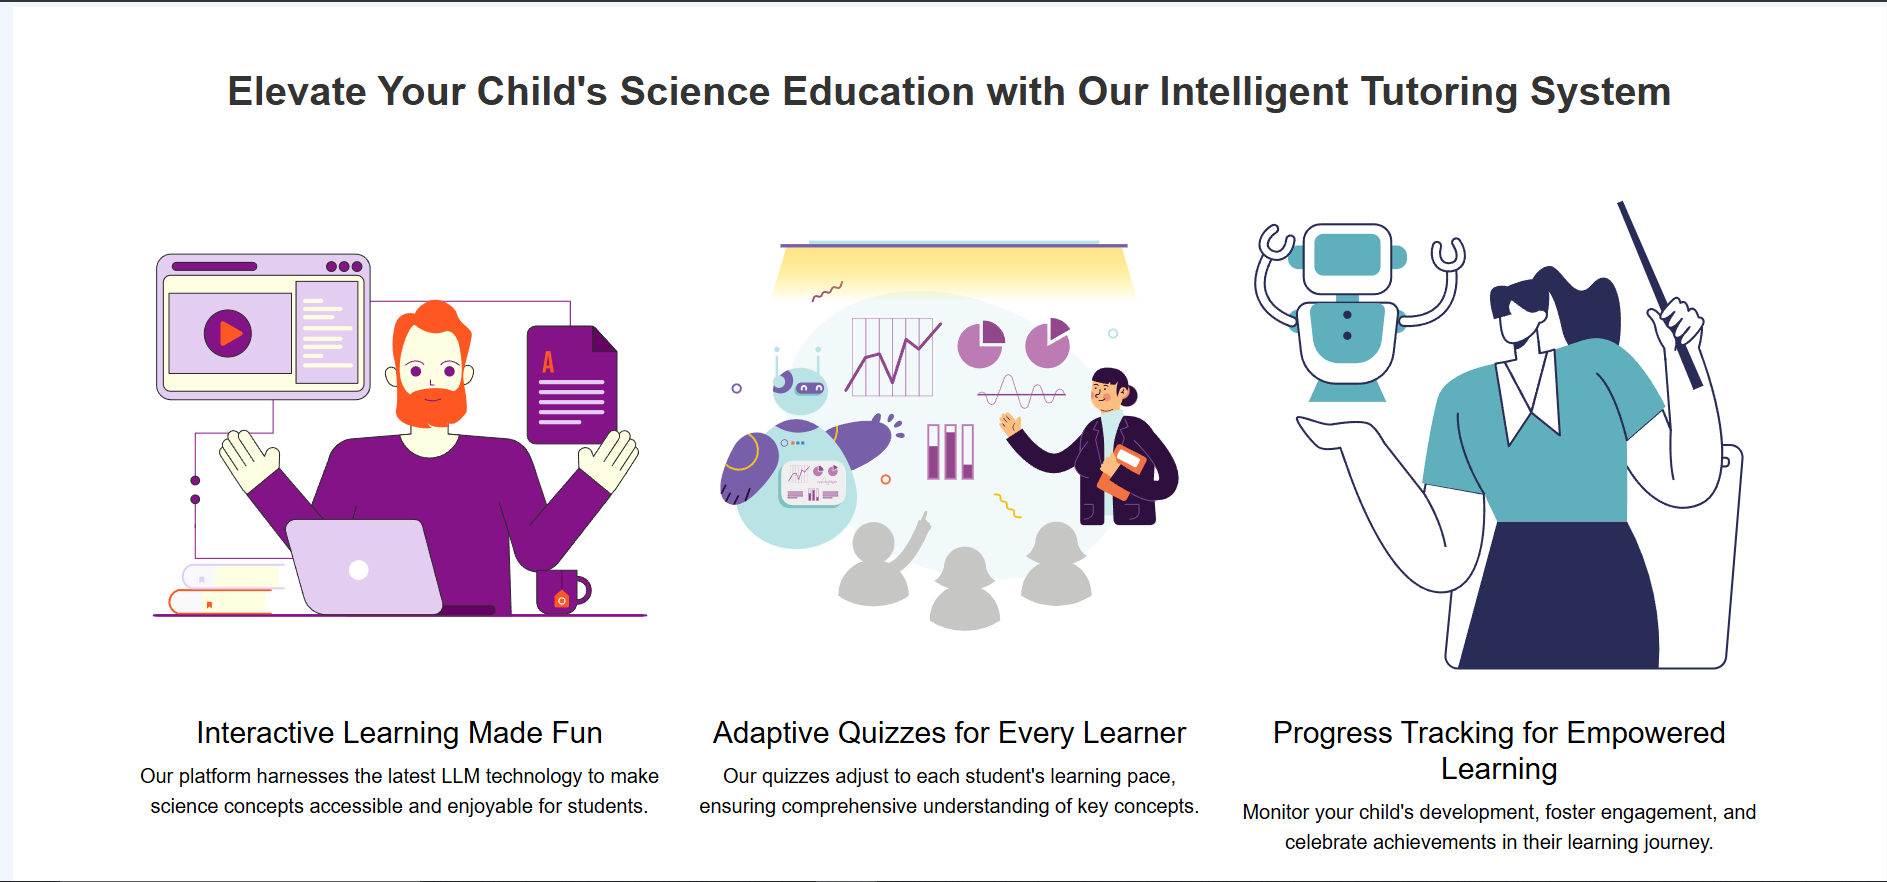 Elevate Your Child's Science Education with Our Intelligent Tutoring System
A
Interactive Learning Made Fun
Our platform harnesses the latest LLM technology to make
science concepts accessible and enjoyable for students.
Adaptive Quizzes for Every Learner
Our quizzes adjust to each student's learning pace,
ensuring comprehensive understanding of key concepts.
Progress Tracking for Empowered
Learning
Monitor your child's development, foster engagement, and
celebrate achievements in their learning journey.